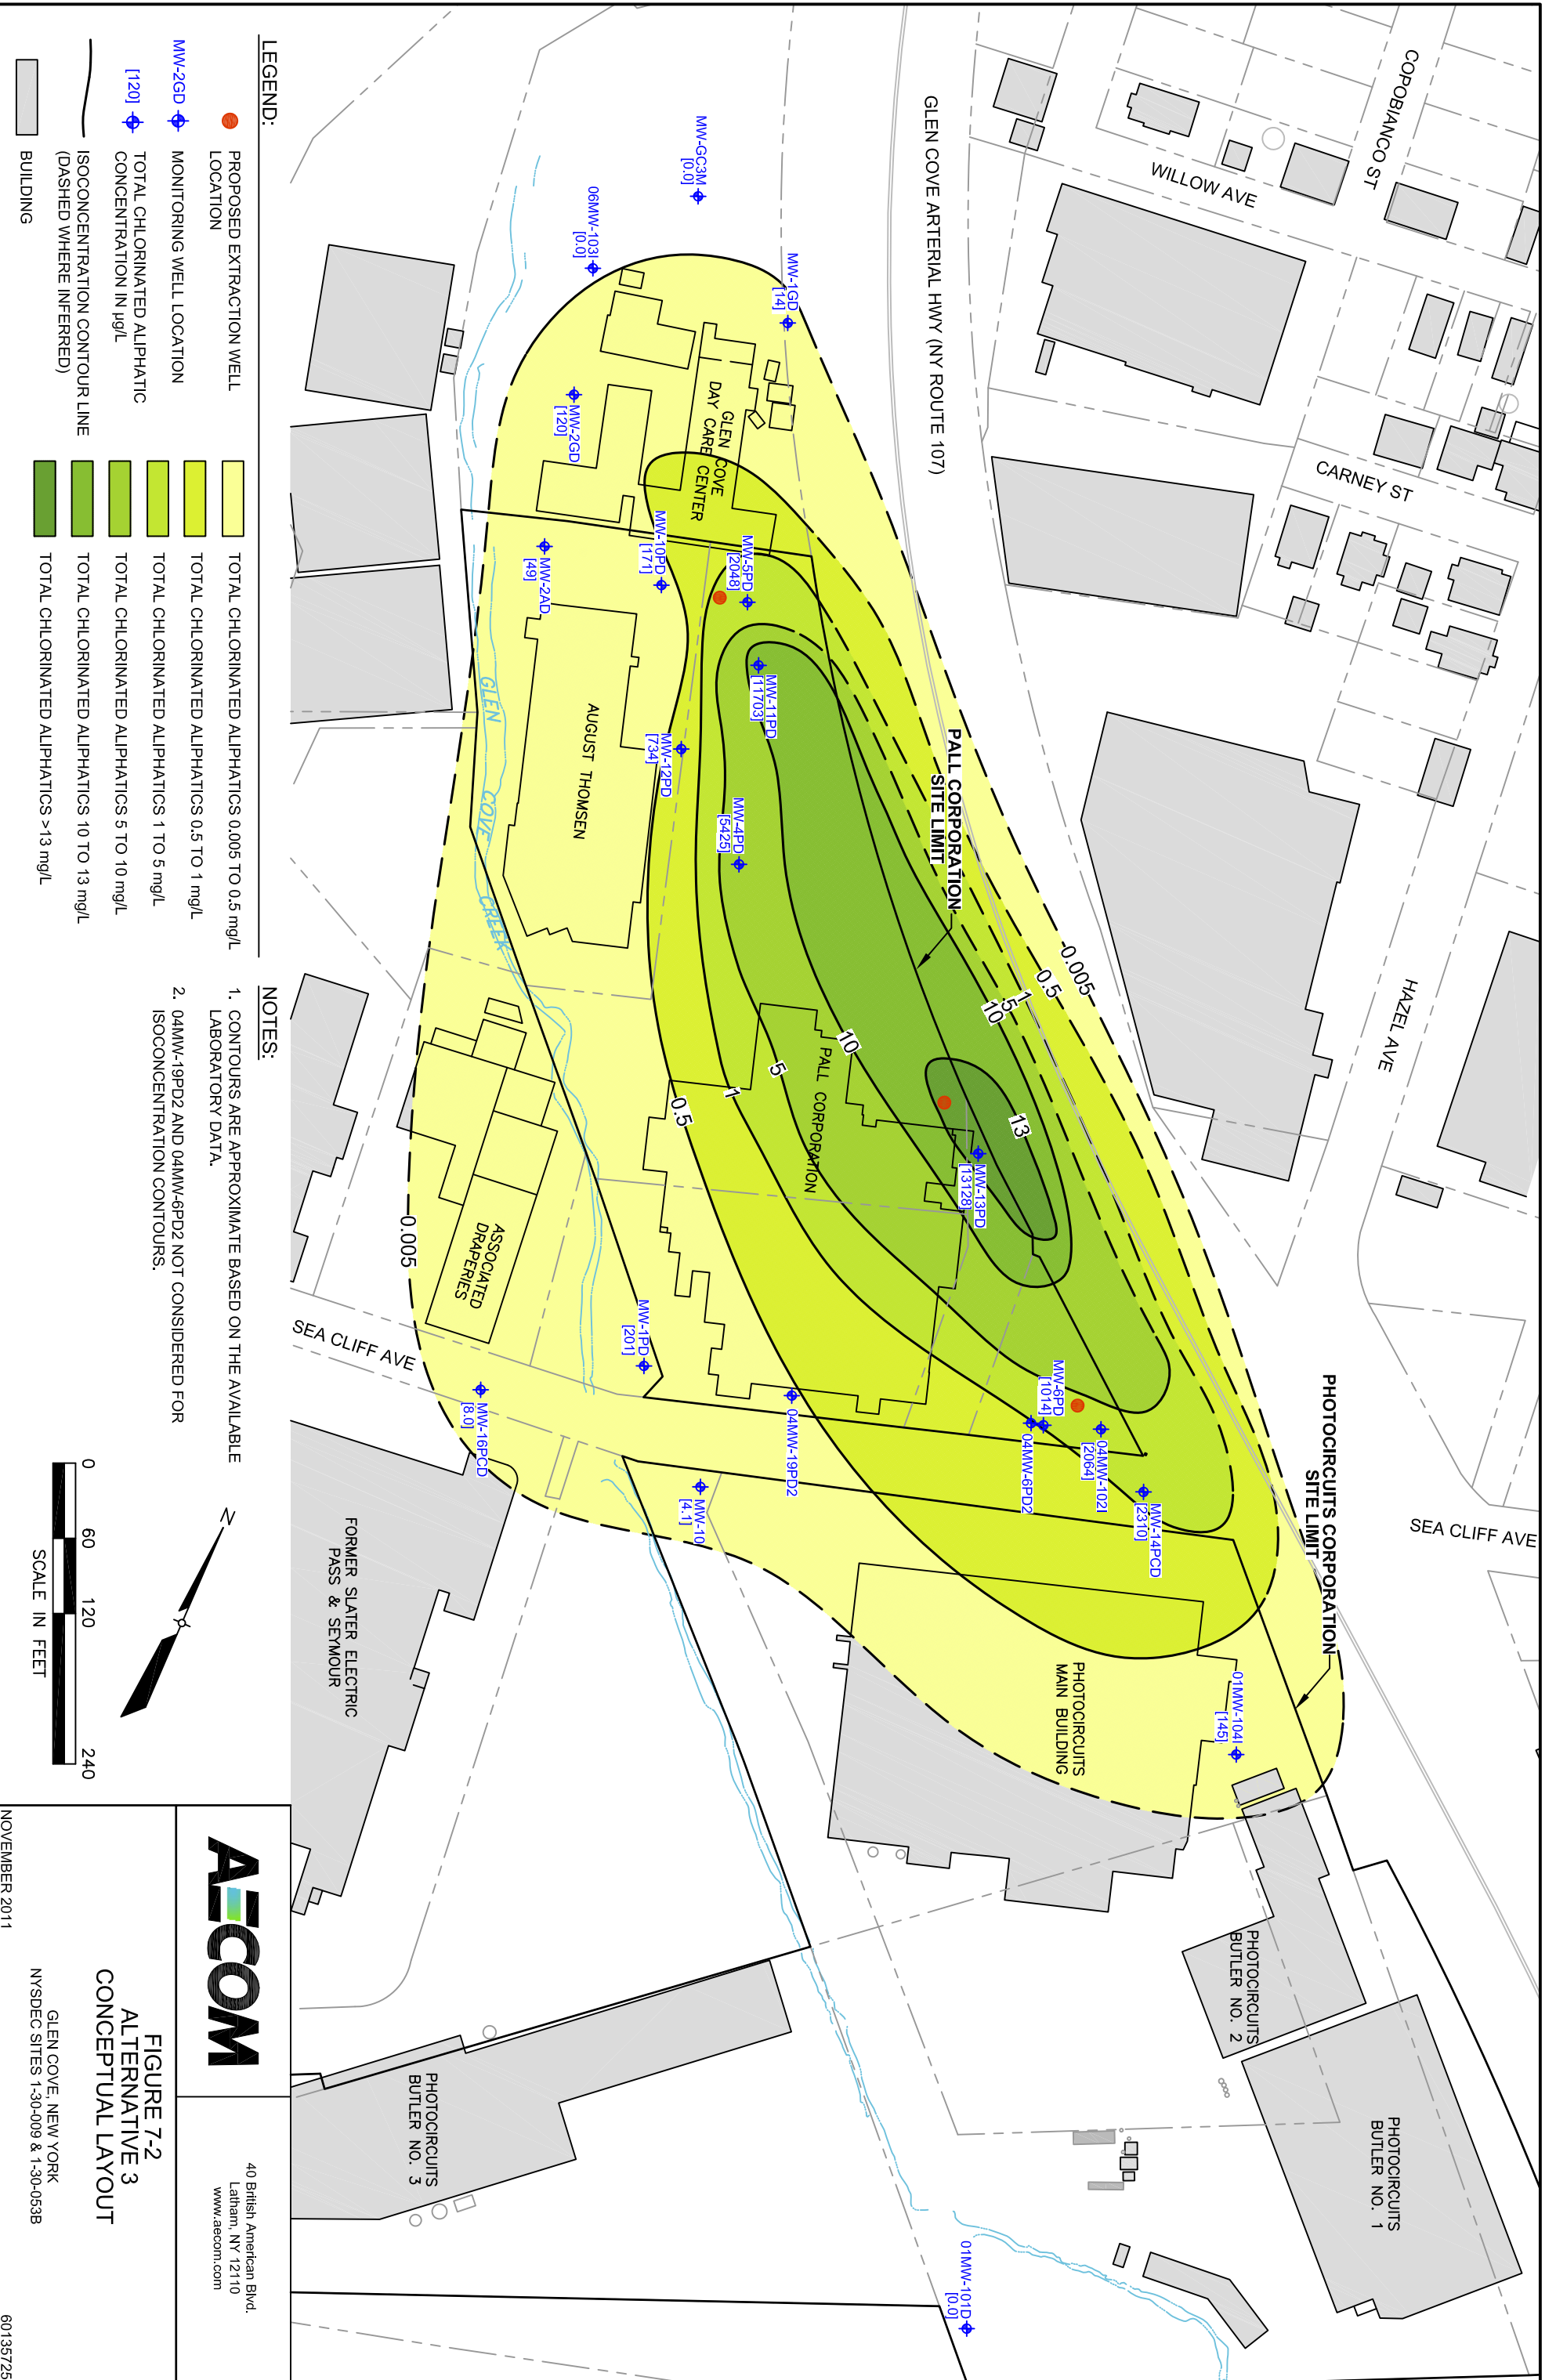 COPOBIANCO ST
WILLOW AVE
CARNEY ST
HAZEL AVE
SEA CLIFF AVE
GLEN COVE ARTERIAL HWY (NY ROUTE 107)
PALL CORPORATION
SITE LIMIT
PHOTOCIRCUITS CORPORATION
SITE LIMIT
MW-GC3M
[0.0]
06MW-103I
[0.0]
MW-1GD
[14]
MW-2GD
[120]
GLEN COVE
DAY CARE CENTER
MW-10PD
[171]
MW-5PD
[2048]
MW-2AD
[49]
MW-11PD
[11703]
MW-12PD
[734]
MW-4PD
[5425]
AUGUST THOMSEN
GLEN COVE CREEK
0.005
0.5
1
5
10
13
10
5
1
0.5
0.005
PALL CORPORATION
MW-13PD
[13128]
ASSOCIATED
DRAPERIES
MW-1PD
[201]
MW-6PD
[1014]
04MW-102I
[2064]
04MW-6PD2
04MW-19PD2
MW-14PCD
[2310]
MW-16PCD
[8.0]
MW-10
[4.1]
SEA CLIFF AVE
01MW-104I
[145]
PHOTOCIRCUITS
MAIN BUILDING
FORMER SLATER ELECTRIC
PASS & SEYMOUR
PHOTOCIRCUITS
BUTLER NO. 2
PHOTOCIRCUITS
BUTLER NO. 1
PHOTOCIRCUITS
BUTLER NO. 3
01MW-101D
[0.0]
LEGEND:
PROPOSED EXTRACTION WELL
LOCATION
MW-2GD
MONITORING WELL LOCATION
[120]
TOTAL CHLORINATED ALIPHATIC
CONCENTRATION IN µg/L
ISOCONCENTRATION CONTOUR LINE
(DASHED WHERE INFERRED)
BUILDING
TOTAL CHLORINATED ALIPHATICS 0.005 TO 0.5 mg/L
TOTAL CHLORINATED ALIPHATICS 0.5 TO 1 mg/L
TOTAL CHLORINATED ALIPHATICS 1 TO 5 mg/L
TOTAL CHLORINATED ALIPHATICS 5 TO 10 mg/L
TOTAL CHLORINATED ALIPHATICS 10 TO 13 mg/L
TOTAL CHLORINATED ALIPHATICS >13 mg/L
NOTES:
1. CONTOURS ARE APPROXIMATE BASED ON THE AVAILABLE
LABORATORY DATA.
2. 04MW-19PD2 AND 04MW-6PD2 NOT CONSIDERED FOR
ISOCONCENTRATION CONTOURS.
N
0 60 120 240
SCALE IN FEET
AECOM
40 British American Blvd.
Latham, NY 12110
www.aecom.com
FIGURE 7-2
ALTERNATIVE 3
CONCEPTUAL LAYOUT
GLEN COVE, NEW YORK
NYSDEC SITES 1-30-009 & 1-30-053B
NOVEMBER 2011
60135725